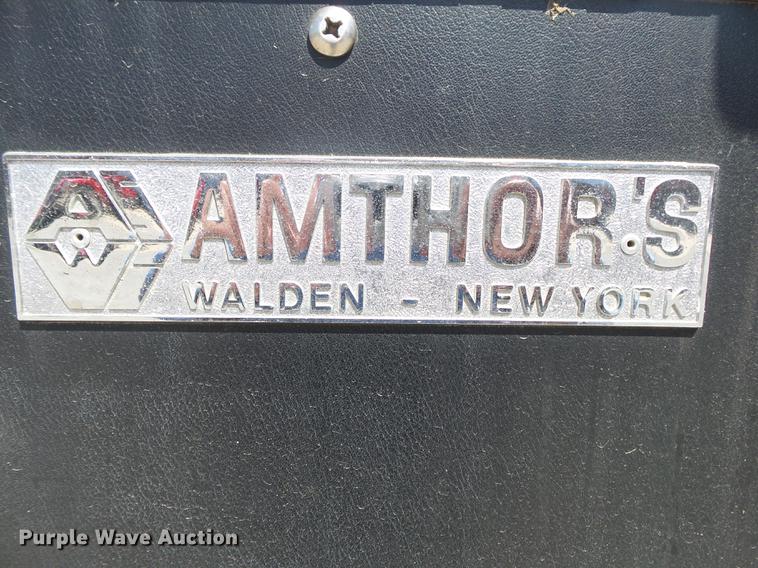 AMTHOR'S
WALDEN - NEW YORK
Purple Wave Auction